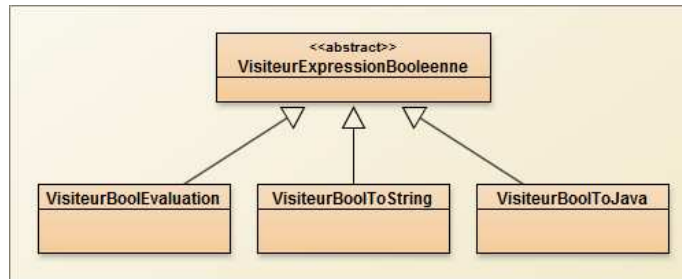 <<abstract>>
VisiteurExpressionBooleenne
VisiteurBoolEvaluation
VisiteurBoolToString
VisiteurBoolToJava